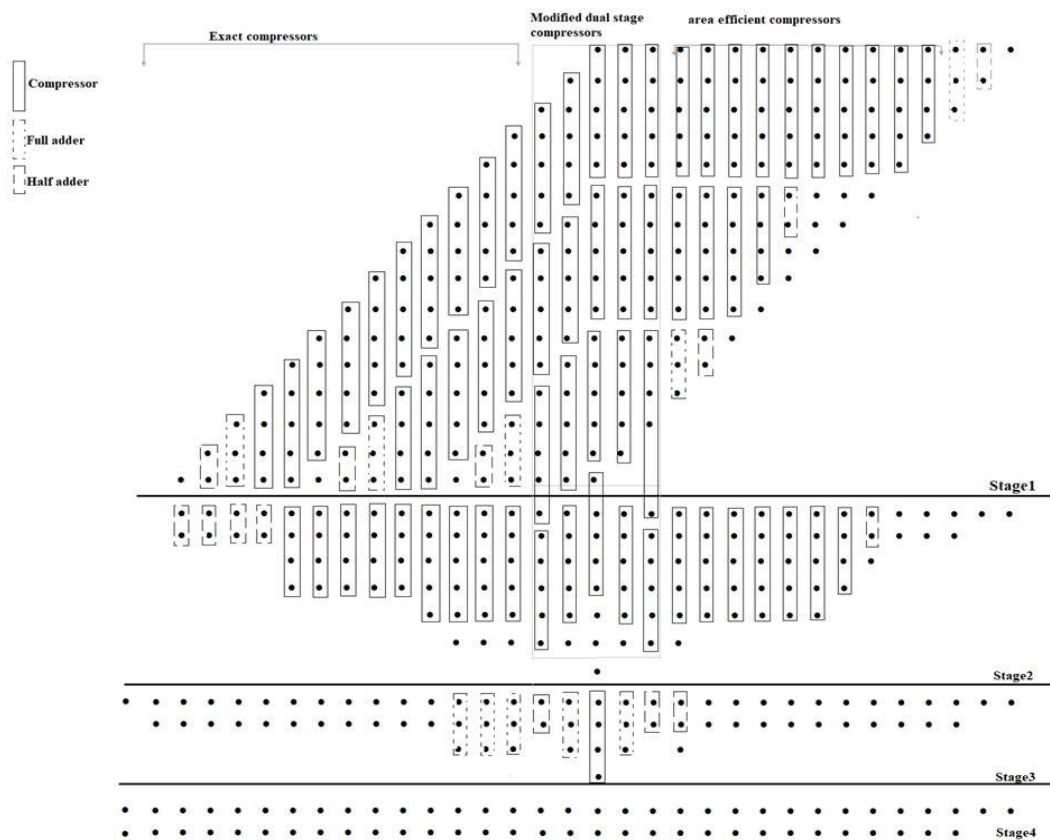 Modified dual stage
compressors
area efficient compressors
Exact compressors
Compressor
Full adder
Half adder
Stage1
Stage2
Stage3
Stage4